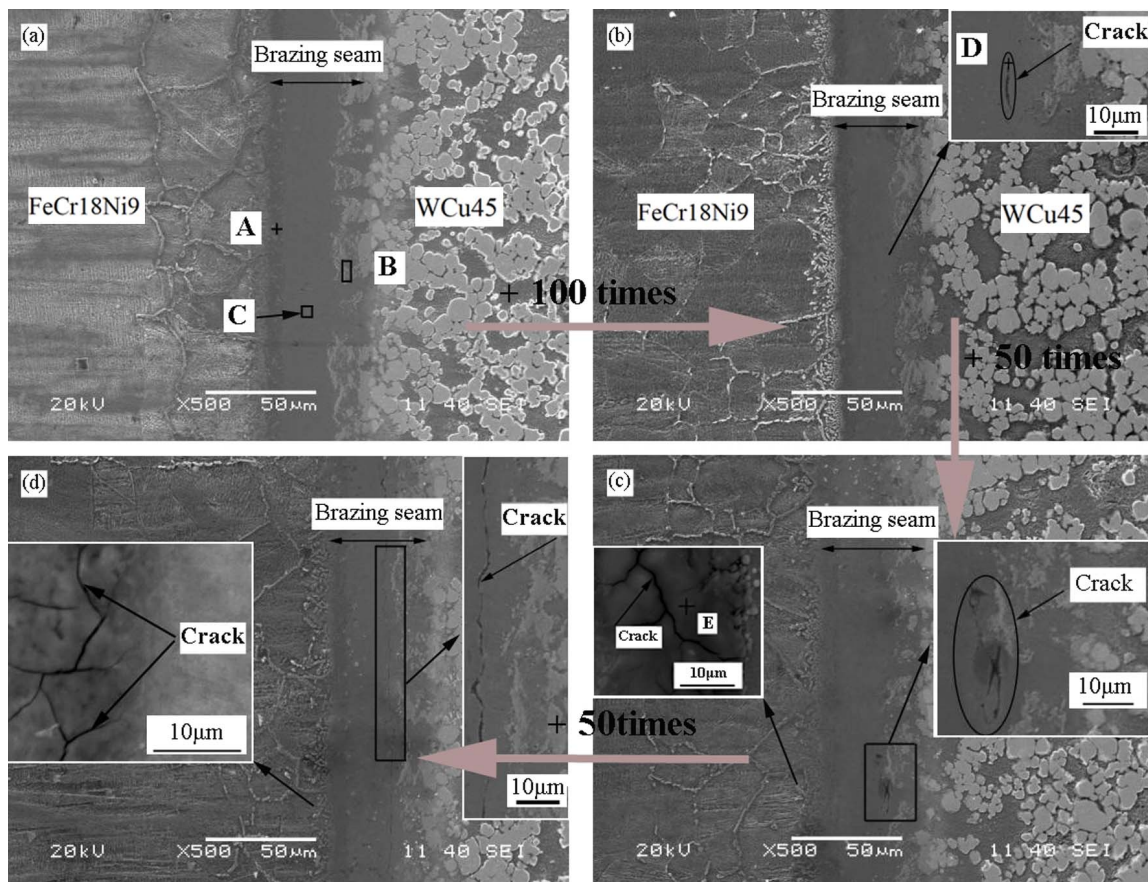 (a)
Brazing seam
FeCr18Ni9
A
WCu45
B
C
20kV X500 50μm 11 40 SEI
+ 100 times
(b)
D
Crack
10μm
Brazing seam
FeCr18Ni9
WCu45
20kV X500 50μm 11 40 SEI
+ 50 times
(d)
Brazing seam
Crack
Crack
10μm
10μm
20kV X500 50μm 11 40 SEI
+ 50times
(c)
Brazing seam
Crack
E
Crack
10μm
10μm
20kV X500 50μm 11 40 SEI